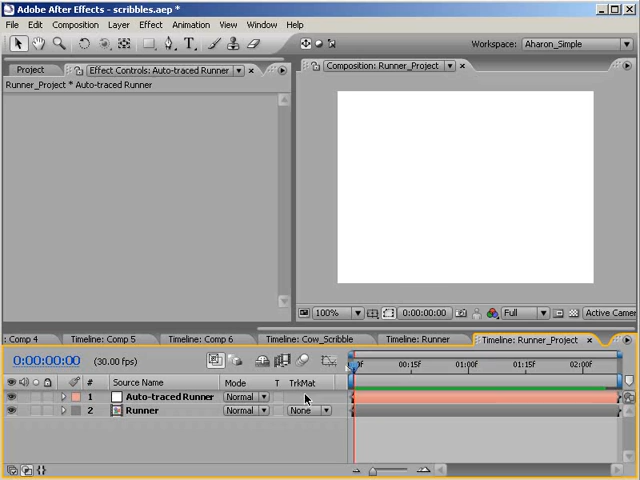 Adobe After Effects - scribbles.aep *
File Edit Composition Layer Effect Animation View Window Help
Workspace: Aharon_Simple
Project Effect Controls: Auto-traced Runner
Composition: Runner_Project
Runner_Project * Auto-traced Runner
100% 0:00:00:00 Full Active Camer
: Comp 4 Timeline: Comp 5 Timeline: Comp 6 Timeline: Cow_Scribble Timeline: Runner Timeline: Runner_Project
0:00:00:00 (30.00 fps)
00:15f 01:00f 01:15f 02:00f
# Source Name Mode T TrkMat
1 Auto-traced Runner Normal
2 Runner Normal None